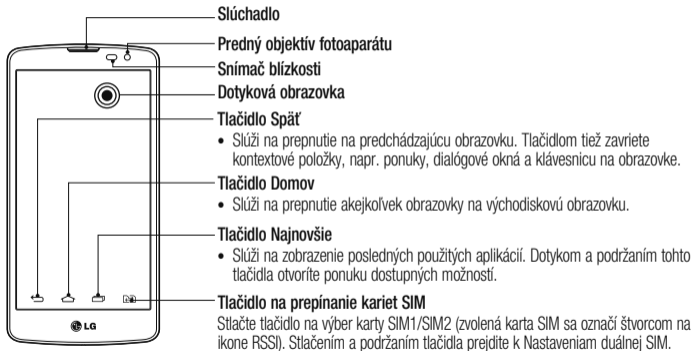 Slúchadlo
Predný objektív fotoaparátu
Snímač blízkosti
Dotyková obrazovka
Tlačidlo Späť
• Slúži na prepnutie na predchádzajúcu obrazovku. Tlačidlom tiež zavriete
kontextové položky, napr. ponuky, dialógové okná a klávesnicu na obrazovke.
Tlačidlo Domov
• Slúži na prepnutie akejkoľvek obrazovky na východiskovú obrazovku.
Tlačidlo Najnovšie
• Slúži na zobrazenie posledných použitých aplikácií. Dotykom a podržaním tohto
tlačidla otvoríte ponuku dostupných možností.
Tlačidlo na prepínanie kariet SIM
Stlačte tlačidlo na výber karty SIM1/SIM2 (zvolená karta SIM sa označí štvorcom na
ikone RSSI). Stlačením a podržaním tlačidla prejdite k Nastaveniam duálnej SIM.
LG